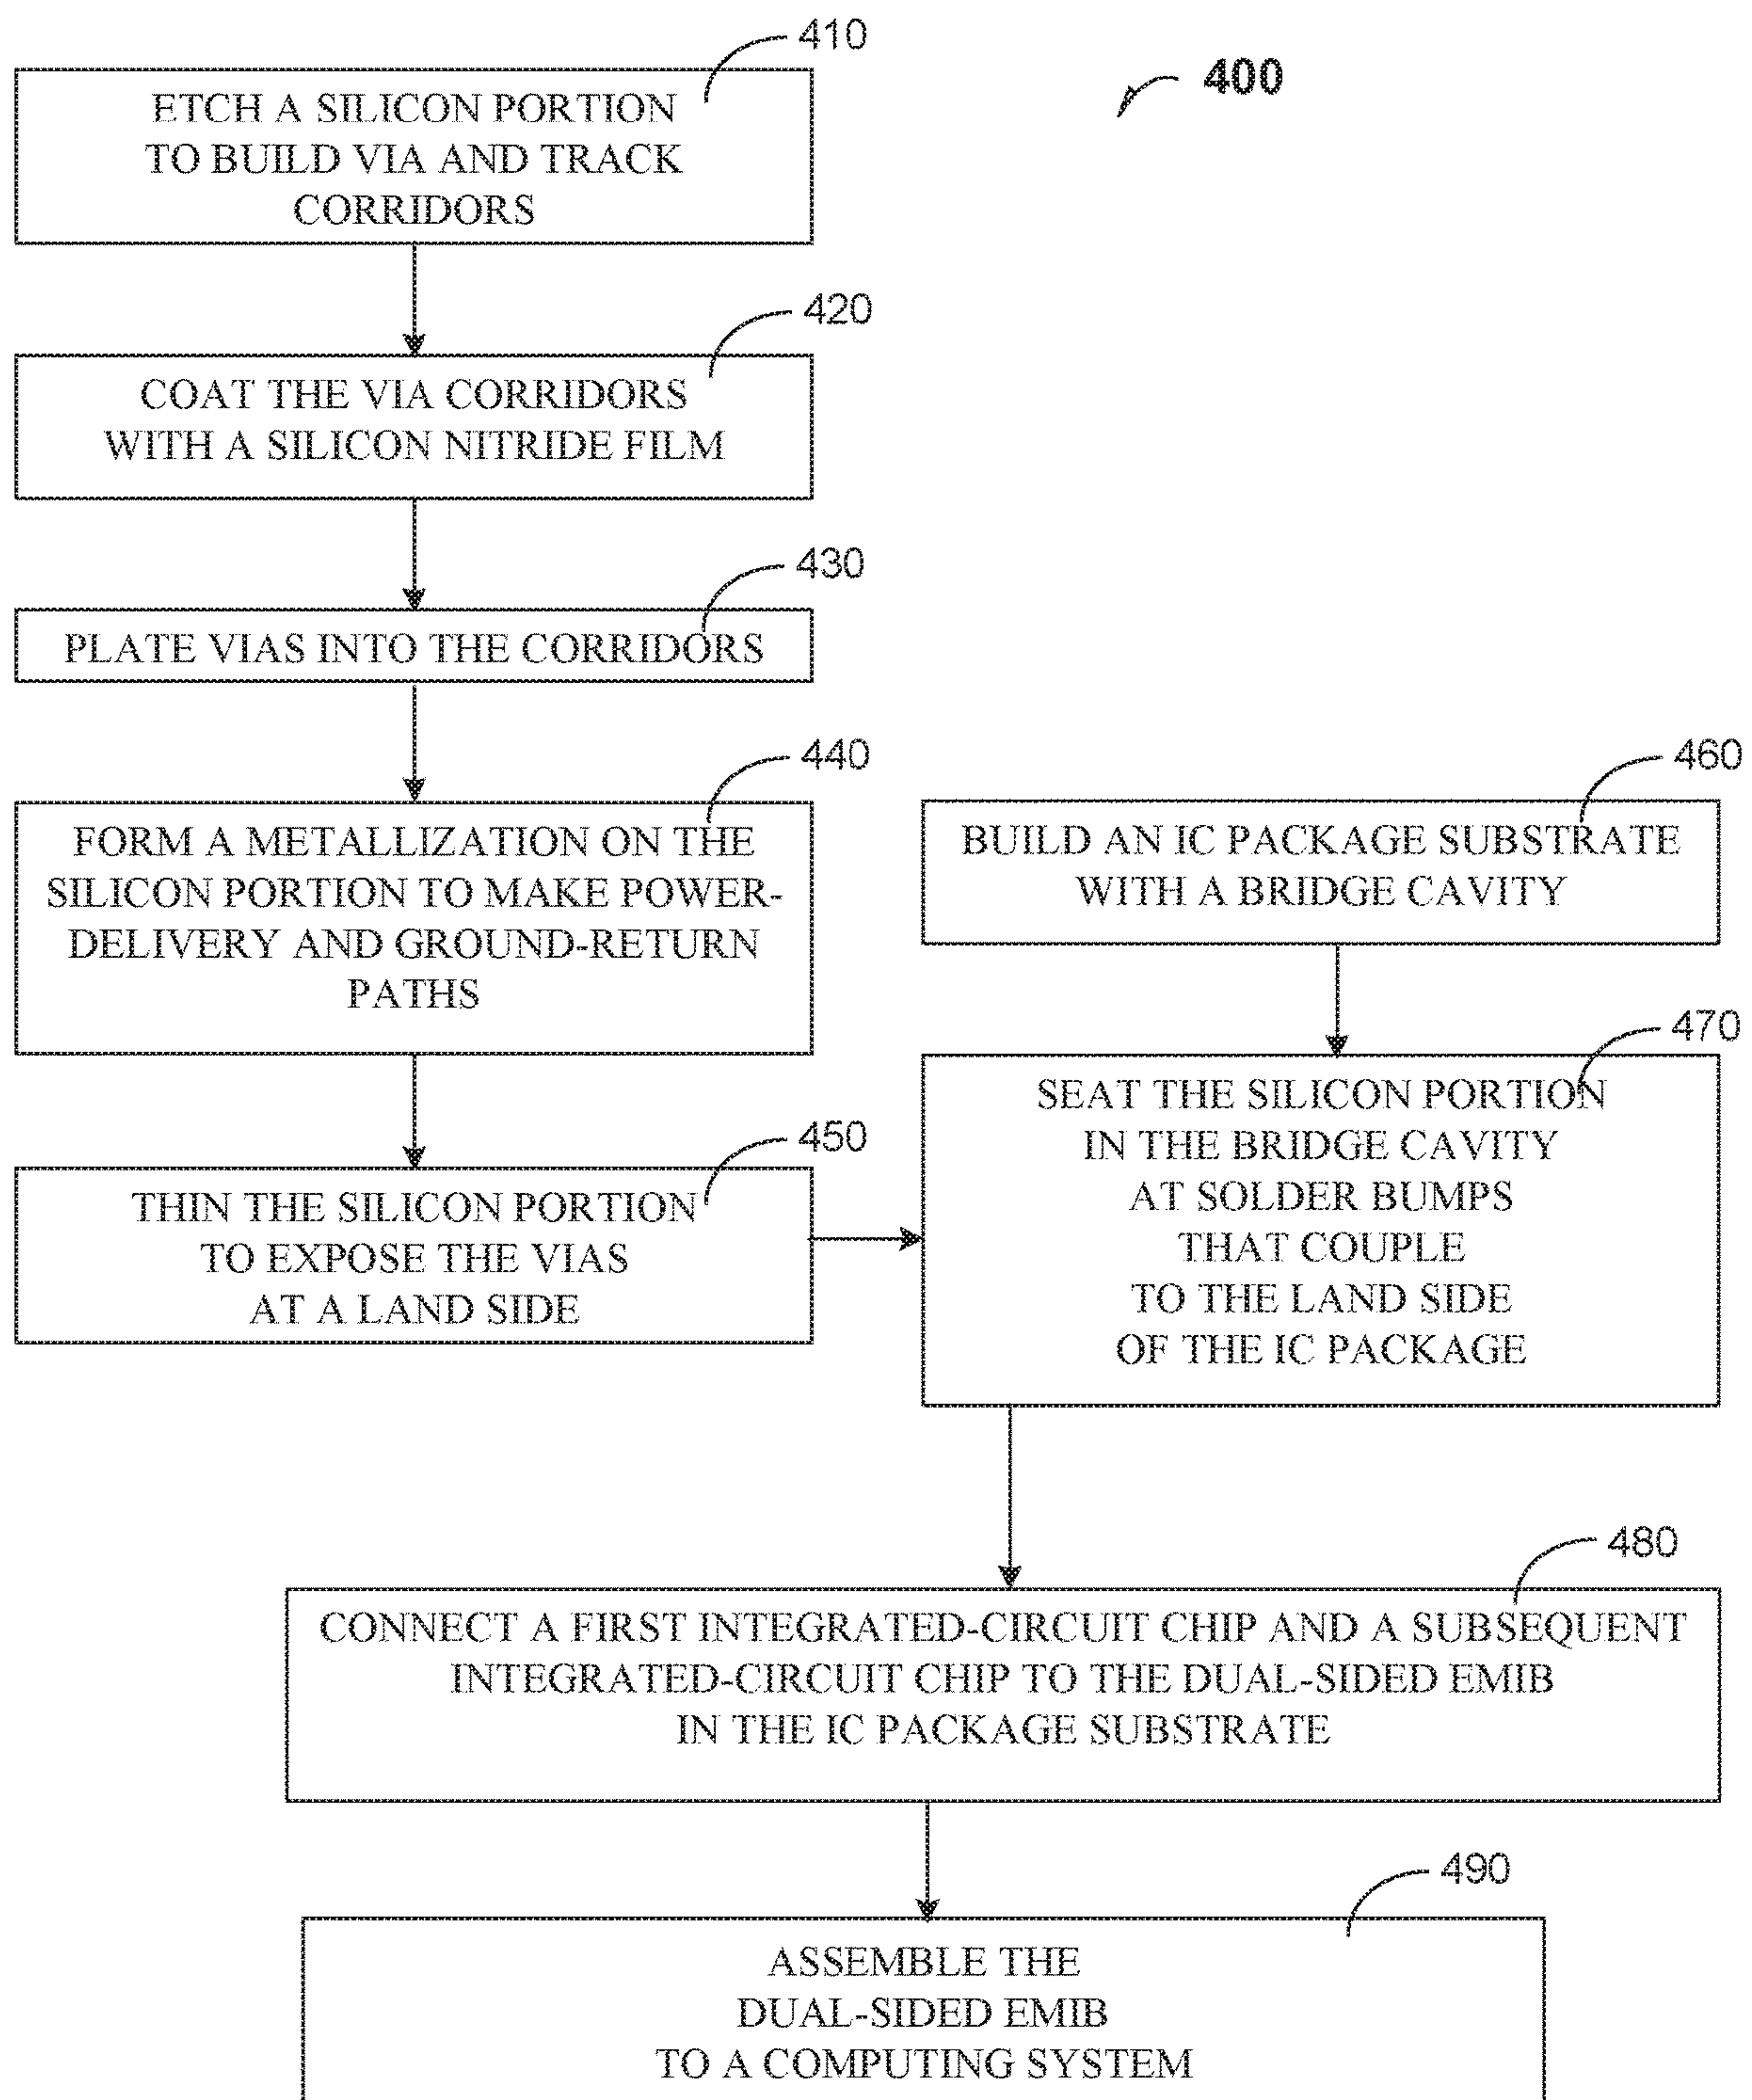 410
400
ETCH A SILICON PORTION
TO BUILD VIA AND TRACK
CORRIDORS
420
COAT THE VIA CORRIDORS
WITH A SILICON NITRIDE FILM
430
PLATE VIAS INTO THE CORRIDORS
440
FORM A METALLIZATION ON THE
SILICON PORTION TO MAKE POWER-
DELIVERY AND GROUND-RETURN
PATHS
450
THIN THE SILICON PORTION
TO EXPOSE THE VIAS
AT A LAND SIDE
460
BUILD AN IC PACKAGE SUBSTRATE
WITH A BRIDGE CAVITY
470
SEAT THE SILICON PORTION
IN THE BRIDGE CAVITY
AT SOLDER BUMPS
THAT COUPLE
TO THE LAND SIDE
OF THE IC PACKAGE
480
CONNECT A FIRST INTEGRATED-CIRCUIT CHIP AND A SUBSEQUENT
INTEGRATED-CIRCUIT CHIP TO THE DUAL-SIDED EMIB
IN THE IC PACKAGE SUBSTRATE
490
ASSEMBLE THE
DUAL-SIDED EMIB
TO A COMPUTING SYSTEM